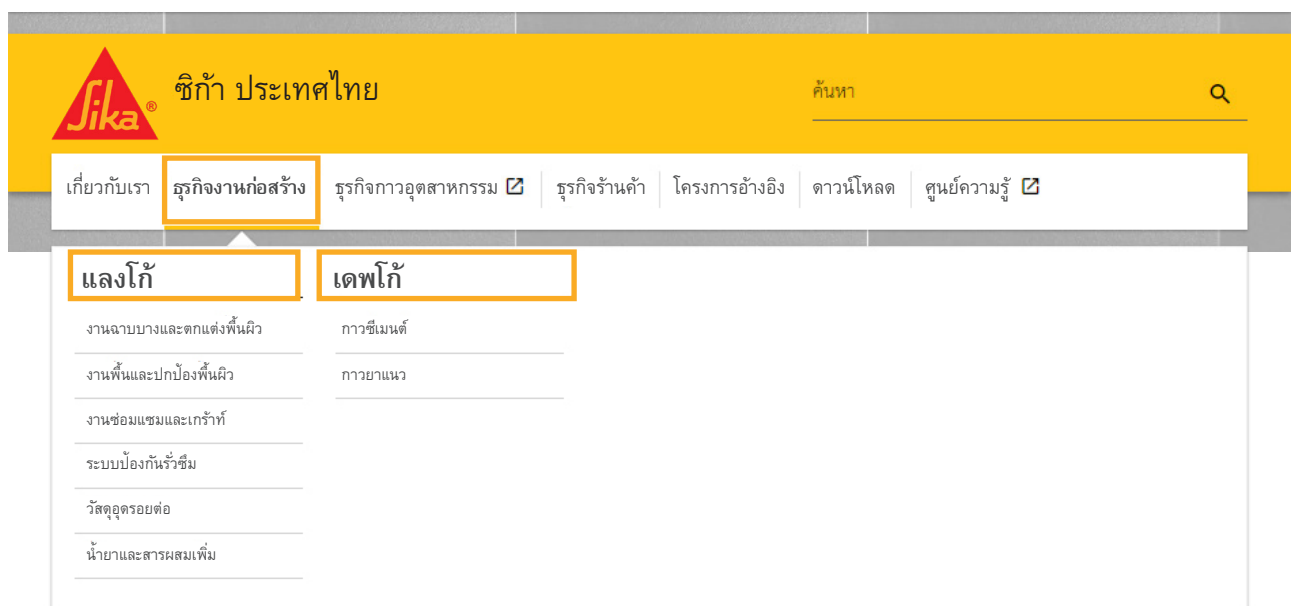 Sika®
ซิก้า ประเทศไทย
ค้นหา
เกี่ยวกับเรา ธุรกิจงานก่อสร้าง ธุรกิจกาวอุตสาหกรรม ธุรกิจร้านค้า โครงการอ้างอิง ดาวน์โหลด ศูนย์ความรู้
แลงโก้ เดพโก้
งานฉาบบางและตกแต่งพื้นผิว กาวซีเมนต์
งานพื้นและปกป้องพื้นผิว กาวยาแนว
งานซ่อมแซมและเกร้าท์
ระบบป้องกันรั่วซึม
วัสดุอุดรอยต่อ
น้ำยาและสารผสมเพิ่ม